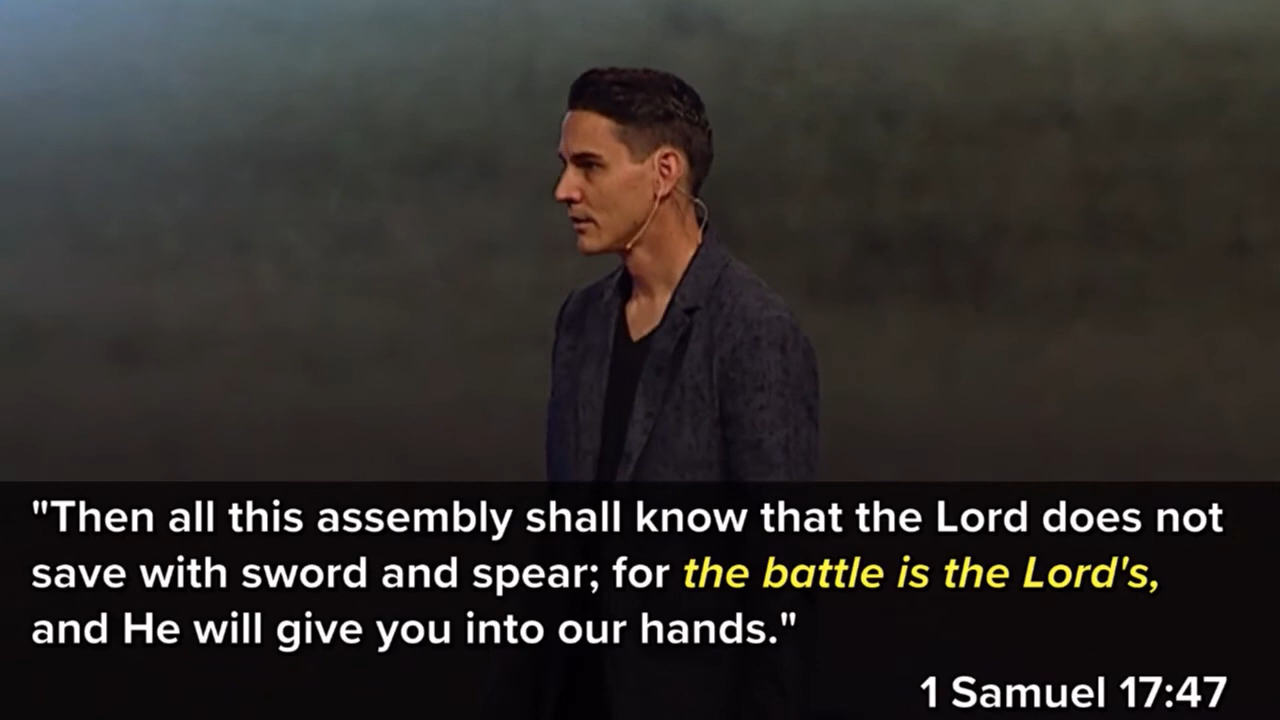 "Then all this assembly shall know that the Lord does not
save with sword and spear; for the battle is the Lord's,
and He will give you into our hands."
1 Samuel 17:47